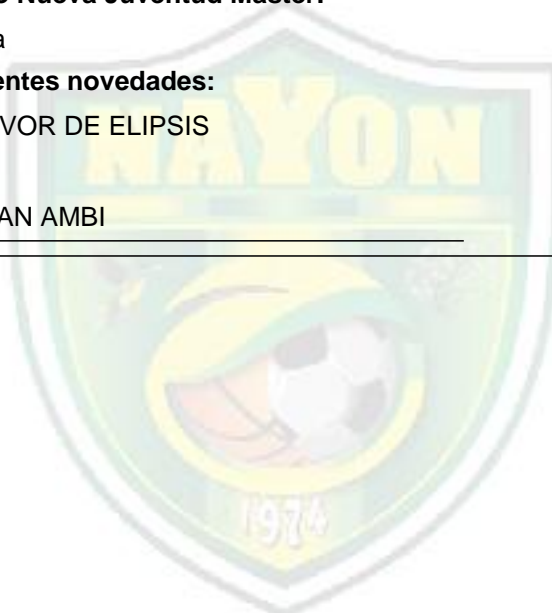 Nueva Juventud Master:
a
entes novedades:
VOR DE ELIPSIS
AN AMBI
NAYON
1974